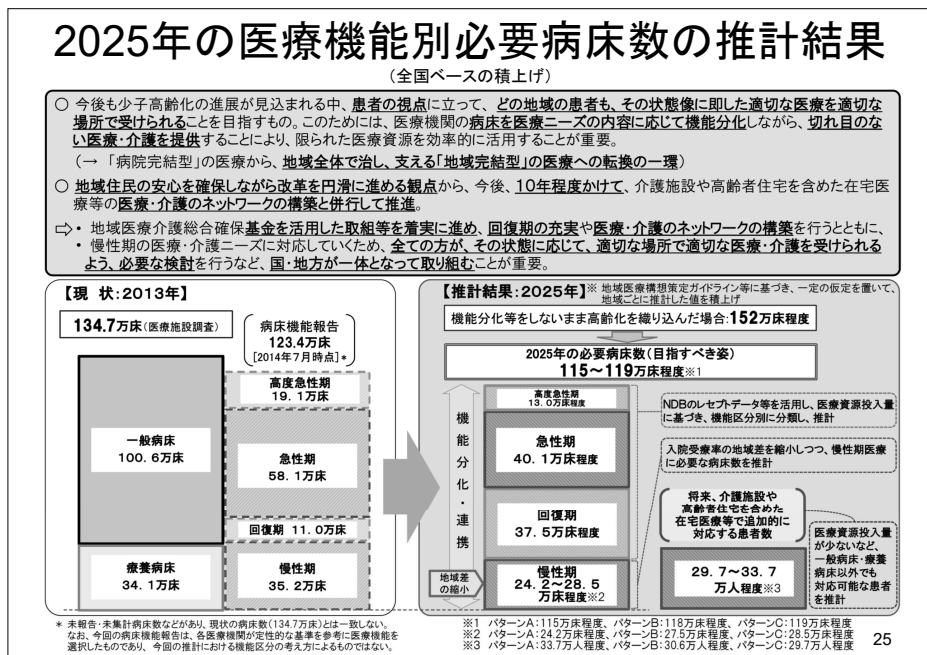 2025年の医療機能別必要病床数の推計結果
(全国ベースの積上げ)
○ 今後も少子高齢化の進展が見込まれる中、患者の視点に立って、どの地域の患者も、その状態像に即した適切な医療を適切な
場所で受けられることを目指すもの。このためには、医療機関の病床を医療ニーズの内容に応じて機能分化しながら、切れ目のな
い医療・介護を提供することにより、限られた医療資源を効率的に活用することが重要。
(→ 「病院完結型」の医療から、地域全体で治し、支える「地域完結型」の医療への転換の一環)
○ 地域住民の安心を確保しながら改革を円滑に進める観点から、今後、10年程度かけて、介護施設や高齢者住宅を含めた在宅医
療等の医療・介護のネットワークの構築と併行して推進。
⇨・ 地域医療介護総合確保基金を活用した取組等を着実に進め、回復期の充実や医療・介護のネットワークの構築を行うとともに、
・ 慢性期の医療・介護ニーズに対応していくため、全ての方が、その状態に応じて、適切な場所で適切な医療・介護を受けられる
よう、必要な検討を行うなど、国・地方が一体となって取り組むことが重要。
【現 状:2013年】
134.7万床(医療施設調査)
病床機能報告
123.4万床
[2014年7月時点]*
一般病床
100.6万床
療養病床
34.1万床
高度急性期
19.1万床
急性期
58.1万床
回復期 11.0万床
慢性期
35.2万床
【推計結果:2025年】※ 地域医療構想策定ガイドライン等に基づき、一定の仮定を置いて、
地域ごとに推計した値を積上げ
機能分化等をしないまま高齢化を織り込んだ場合:152万床程度
2025年の必要病床数(目指すべき姿)
115~119万床程度※1
機能分化・連携
地域差
の縮小
高度急性期
13.0万床程度
急性期
40.1万床程度
回復期
37.5万床程度
慢性期
24.2~28.5
万床程度※2
NDBのレセプトデータ等を活用し、医療資源投入量
に基づき、機能区分別に分類し、推計
入院受療率の地域差を縮小しつつ、慢性期医療
に必要な病床数を推計
将来、介護施設や
高齢者住宅を含めた
在宅医療等で追加的に
対応する患者数
29.7~33.7
万人程度※3
医療資源投入量
が少ないなど、
一般病床・療養
病床以外でも
対応可能な患者
を推計
* 未報告・未集計病床数などがあり、現状の病床数(134.7万床)とは一致しない。
なお、今回の病床機能報告は、各医療機関が定性的な基準を参考に医療機能を
選択したものであり、今回の推計における機能区分の考え方によるものではない。
※1 パターンA:115万床程度、パターンB:118万床程度、パターンC:119万床程度
※2 パターンA:24.2万床程度、パターンB:27.5万床程度、パターンC:28.5万床程度
※3 パターンA:33.7万人程度、パターンB:30.6万人程度、パターンC:29.7万人程度
25